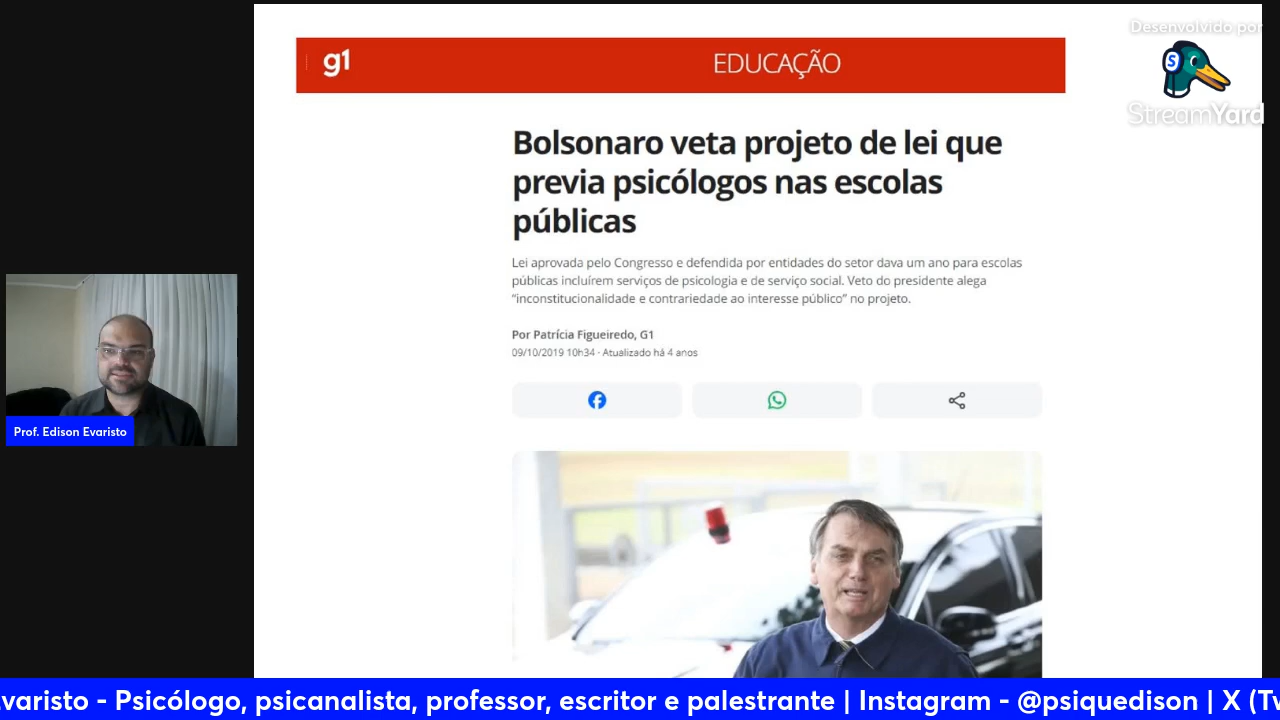 Desenvolvido por
StreamYard
g1
EDUCAÇÃO
Bolsonaro veta projeto de lei que
previa psicólogos nas escolas
públicas
Lei aprovada pelo Congresso e defendida por entidades do setor dava um ano para escolas
públicas incluírem serviços de psicologia e de serviço social. Veto do presidente alega
“inconstitucionalidade e contrariedade ao interesse público” no projeto.
Por Patrícia Figueiredo, G1
09/10/2019 10h34 · Atualizado há 4 anos
Prof. Edison Evaristo
varisto - Psicólogo, psicanalista, professor, escritor e palestrante | Instagram - @psiquedison | X (Tv